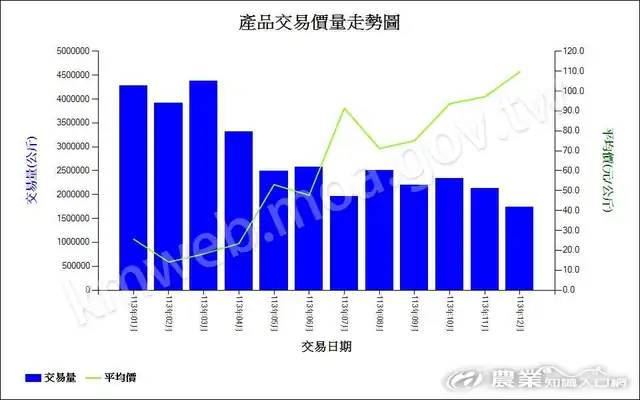 產品交易價量走勢圖
5000000
4500000
4000000
3500000
3000000
2500000
2000000
1500000
1000000
500000
0
交易量(公斤)
120.0
110.0
100.0
90.0
80.0
70.0
60.0
50.0
40.0
30.0
20.0
10.0
0.0
平均價(元/公斤)
113年01月
113年02月
113年03月
113年04月
113年05月
113年06月
113年07月
113年08月
113年09月
113年10月
113年11月
113年12月
交易日期
交易量
平均價
kmweb.moa.gov.tw/
農業知識入口網